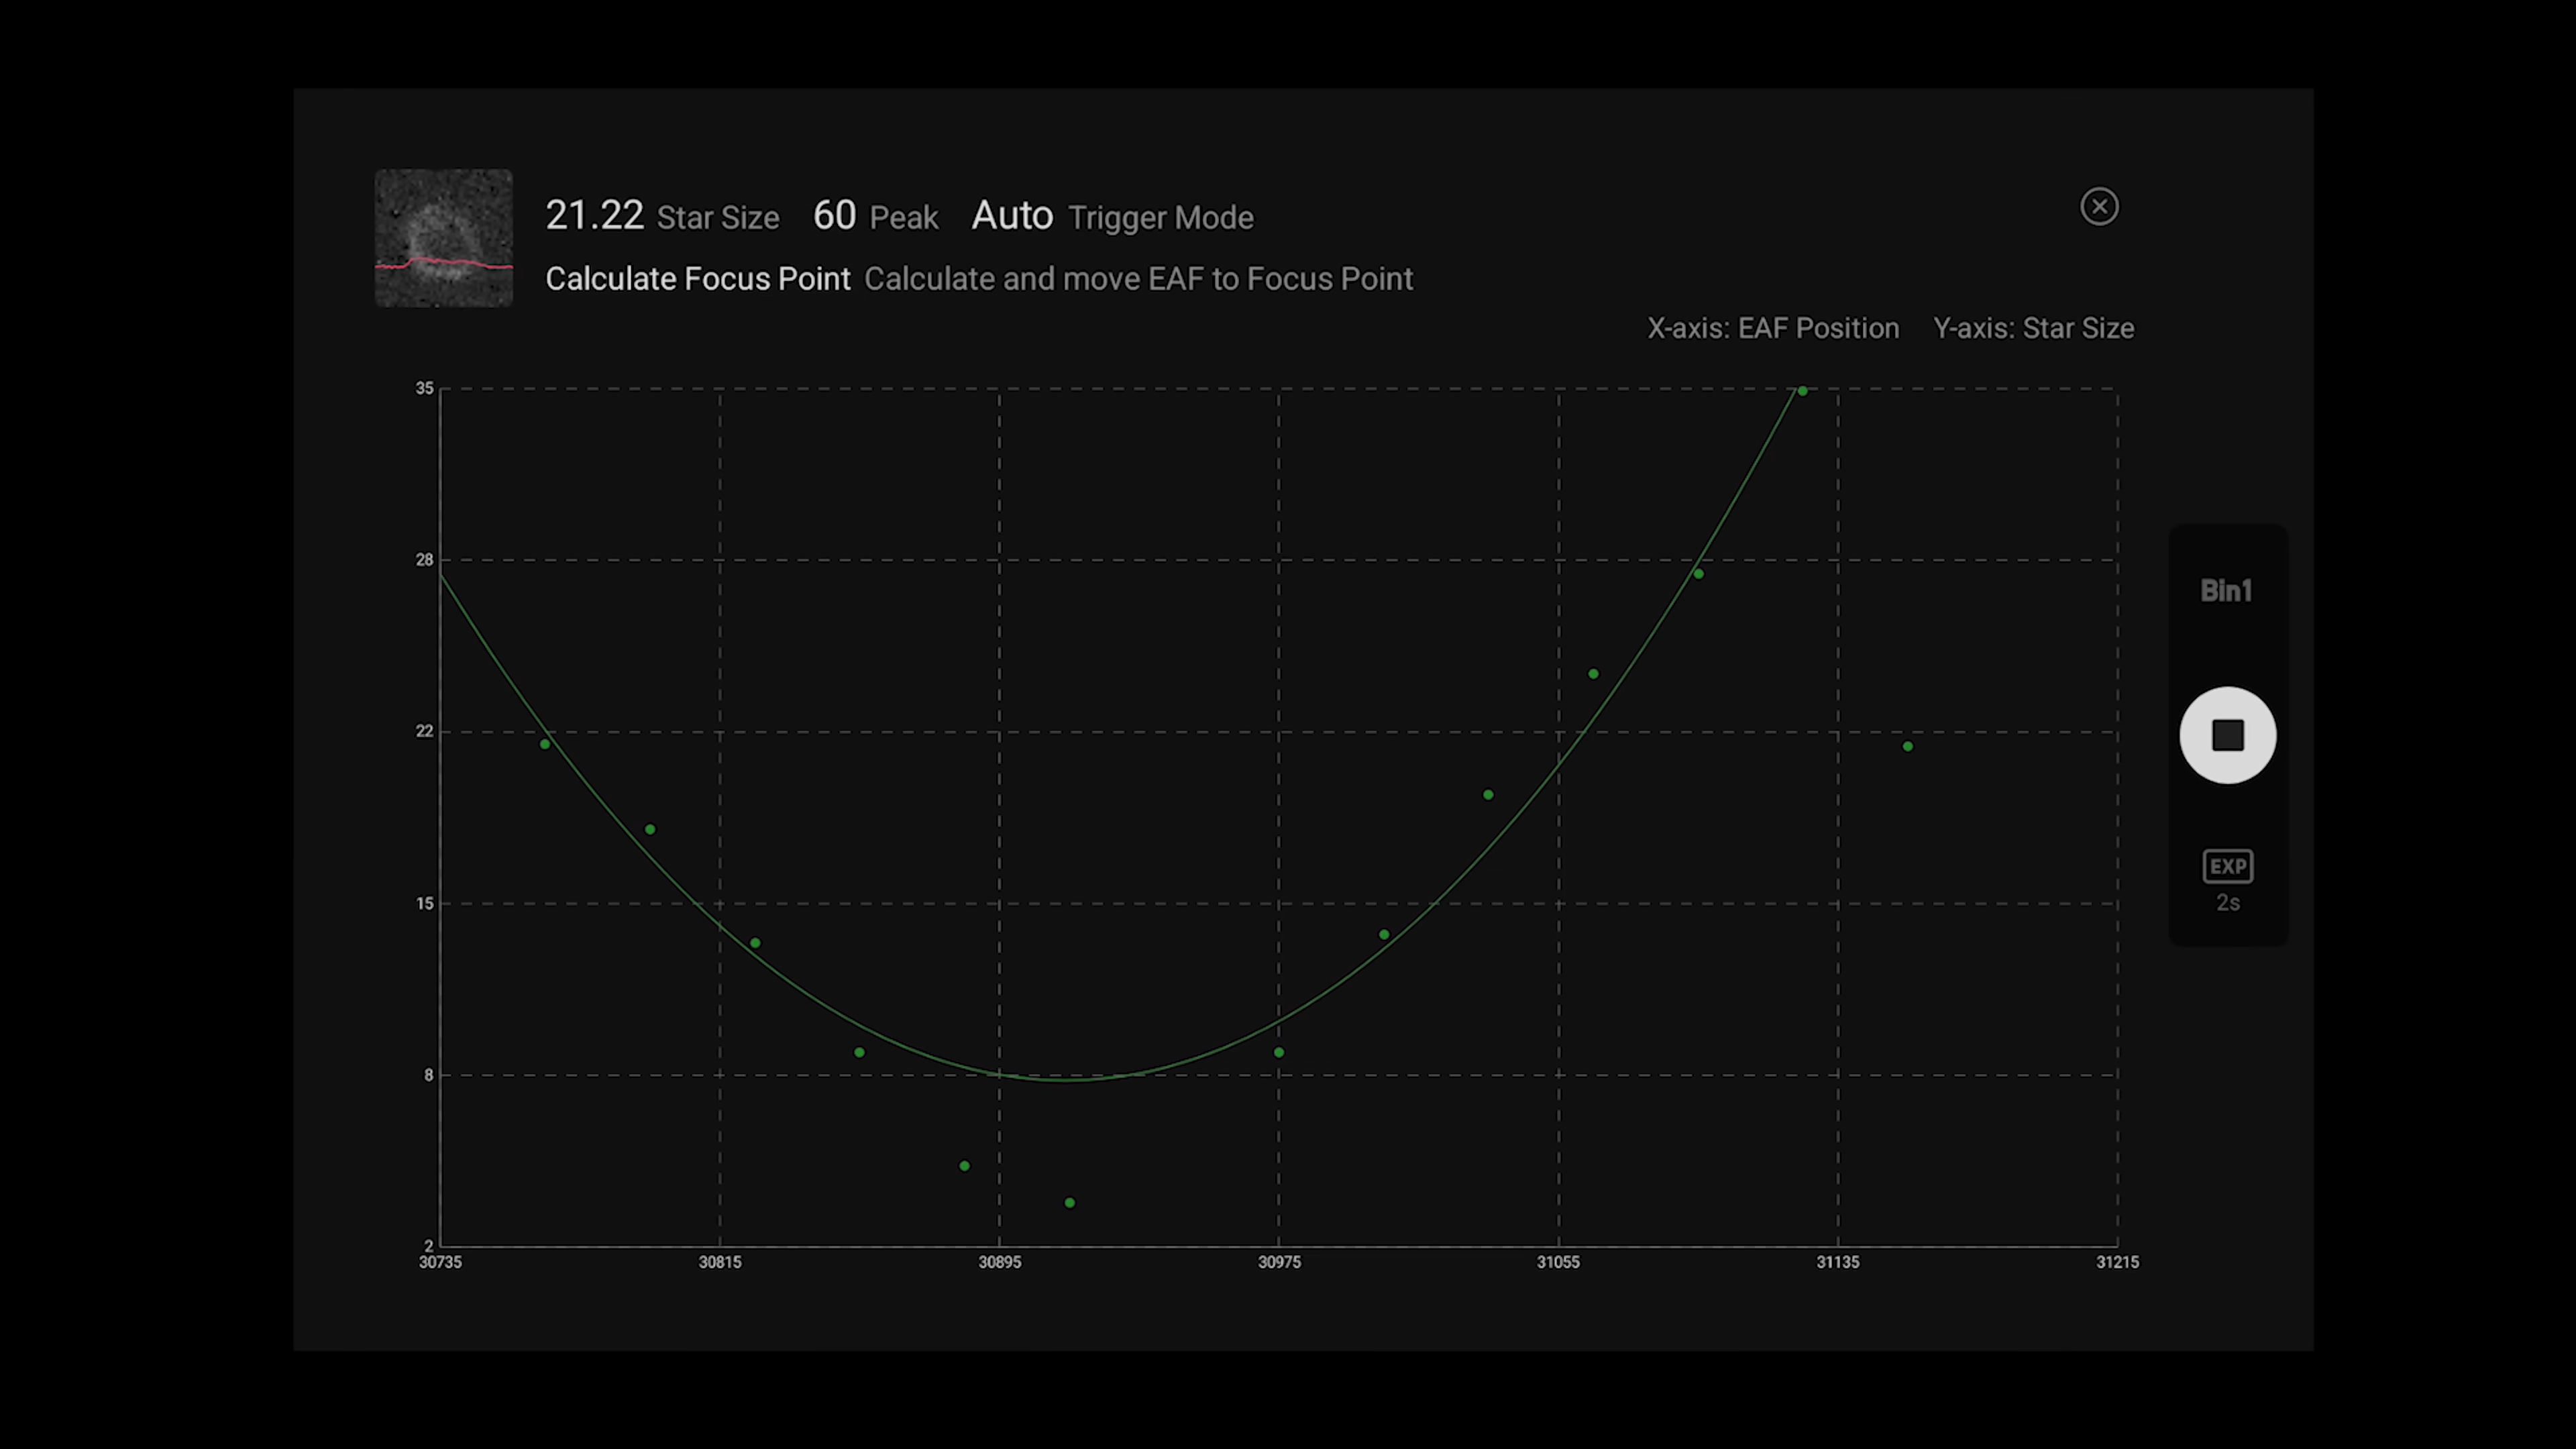 21.22 Star Size 60 Peak Auto Trigger Mode
Calculate Focus Point Calculate and move EAF to Focus Point
X-axis: EAF Position Y-axis: Star Size
35
28
22
15
8
2
30735 30815 30895 30975 31055 31135 31215
Bin1
EXP
2s